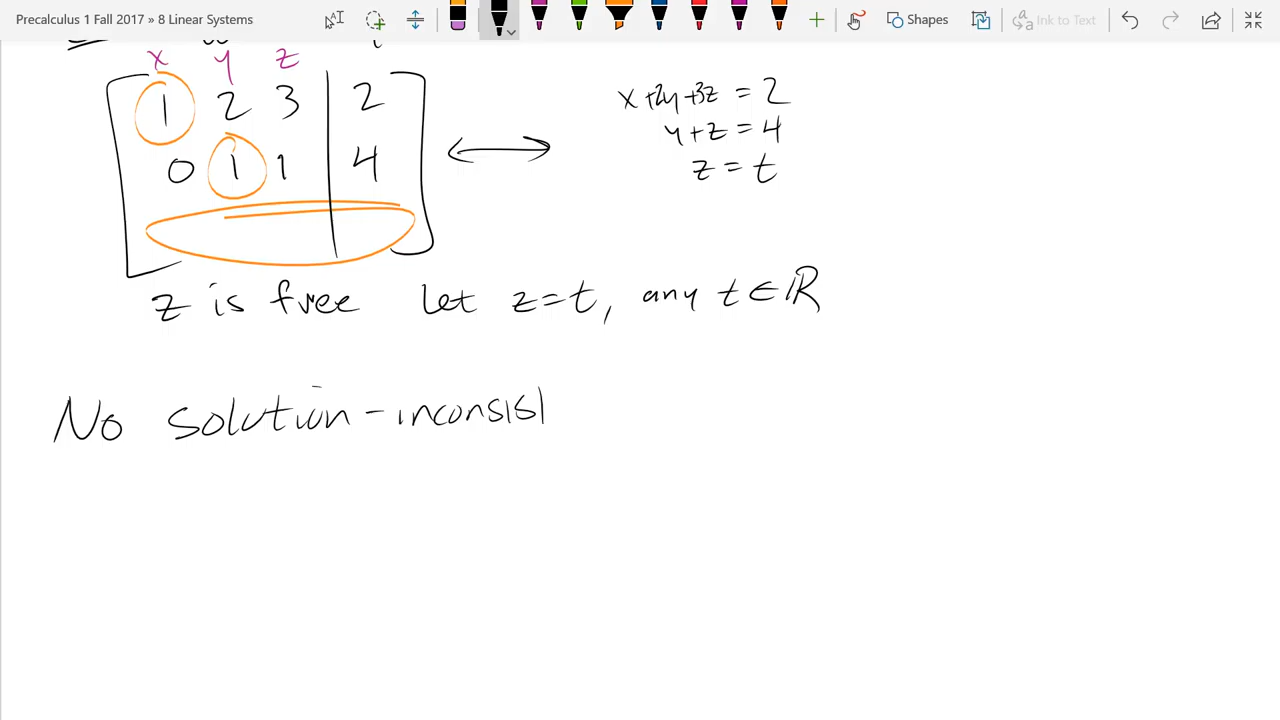 Precalculus 1 Fall 2017 » 8 Linear Systems
Shapes
Ink to Text
x y z
1 2 3 | 2
0 1 1 | 4
x + 2y + 3z = 2
y + z = 4
z = t
z is free let z = t, any t ∈ ℝ
No solution - inconsist